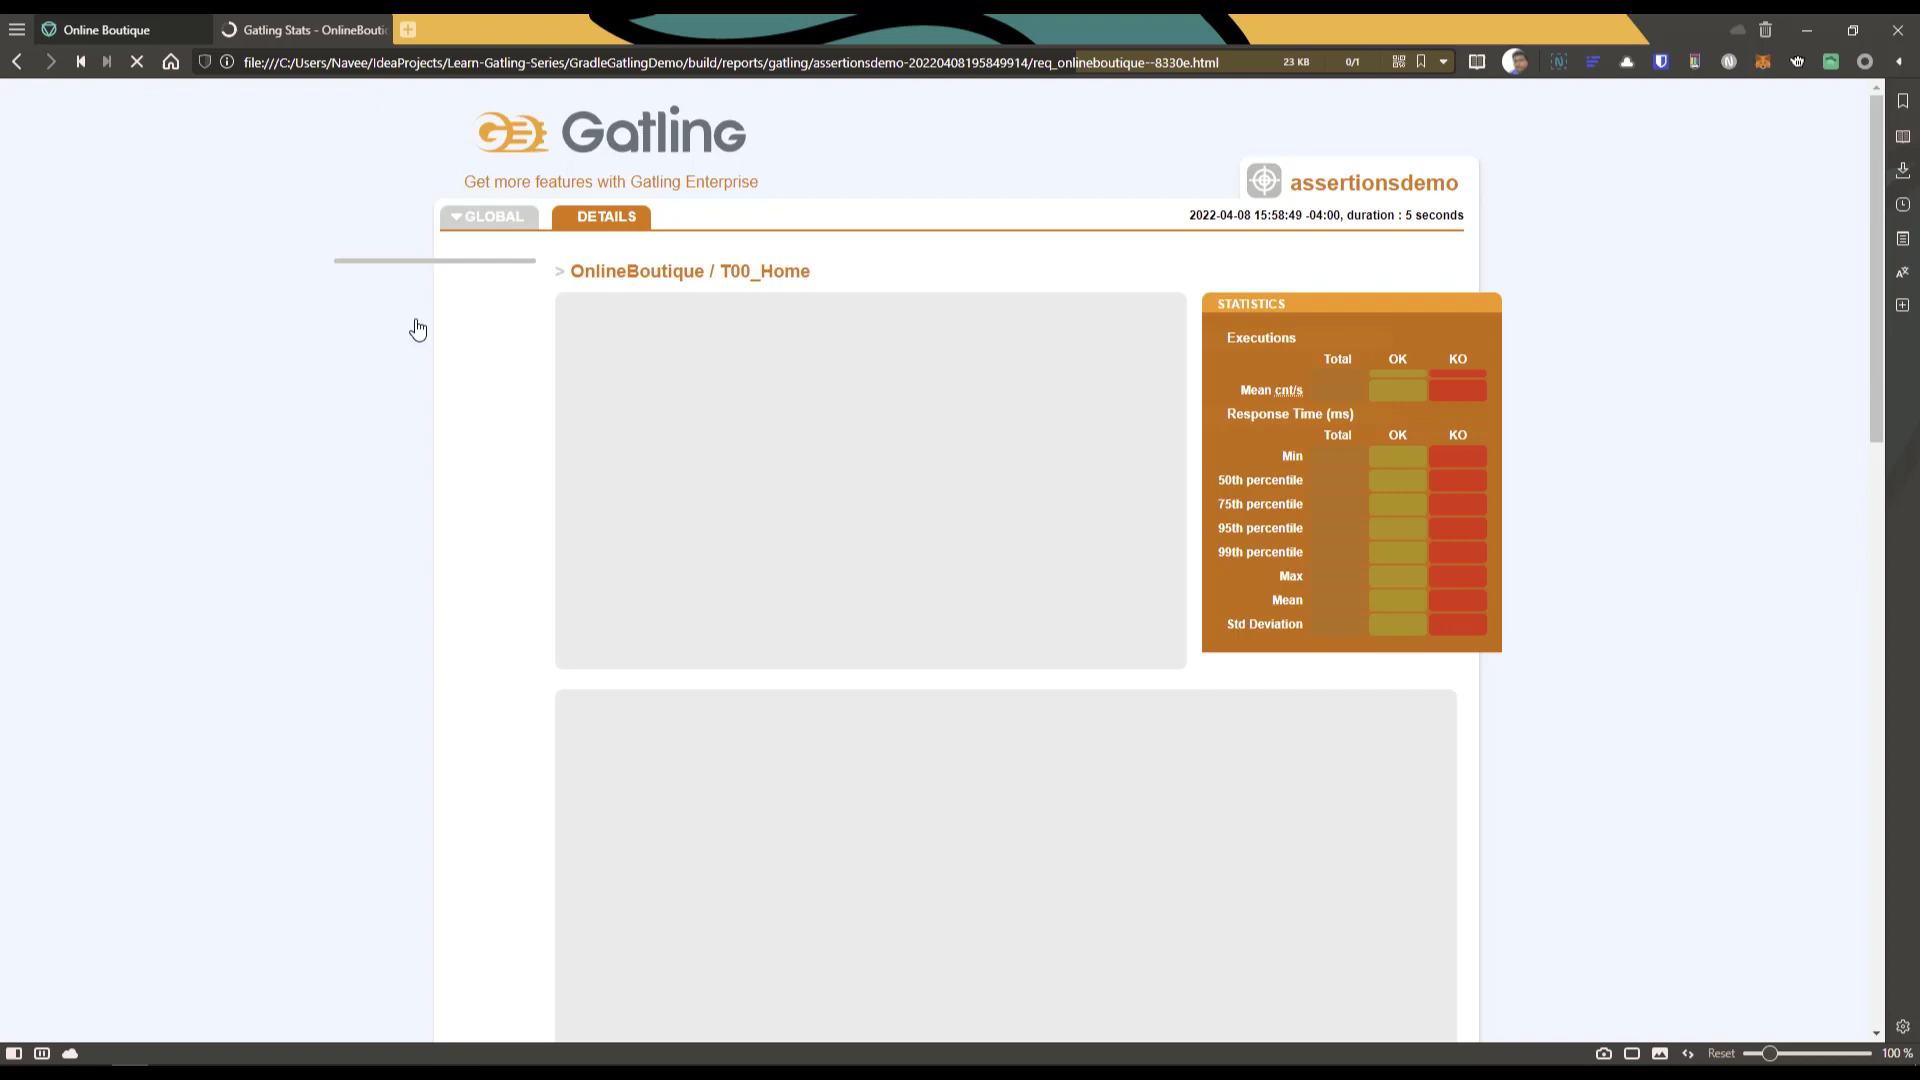 Online Boutique
Gatling Stats - OnlineBouti
file:///C:/Users/Navee/IdeaProjects/Learn-Gatling-Series/GradleGatlingDemo/build/reports/gatling/assertionsdemo-20220408195849914/req_onlineboutique--8330e.html
23 KB
0/1
Gatling
Get more features with Gatling Enterprise
assertionsdemo
GLOBAL
DETAILS
2022-04-08 15:58:49 -04:00, duration : 5 seconds
> OnlineBoutique / T00_Home
STATISTICS
Executions
Total OK KO
Mean cnt/s
Response Time (ms)
Total OK KO
Min
50th percentile
75th percentile
95th percentile
99th percentile
Max
Mean
Std Deviation
Reset
100 %